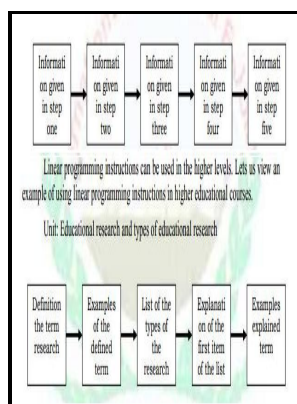 Informati
on given
in step
one
Informati
on given
in step
two
Informati
on given
in step
three
Informati
on given
in step
four
Informati
on given
in step
five
Linear programming instructions can be used in the higher levels. Lets us view an
example of using linear programming instructions in higher educational courses.
Unit: Educational research and types of educational research
Definition
the term
research
Examples
of the
defined
term
List of the
types of
the
research
Explanati
on of the
first item
of the list
Examples
explained
term